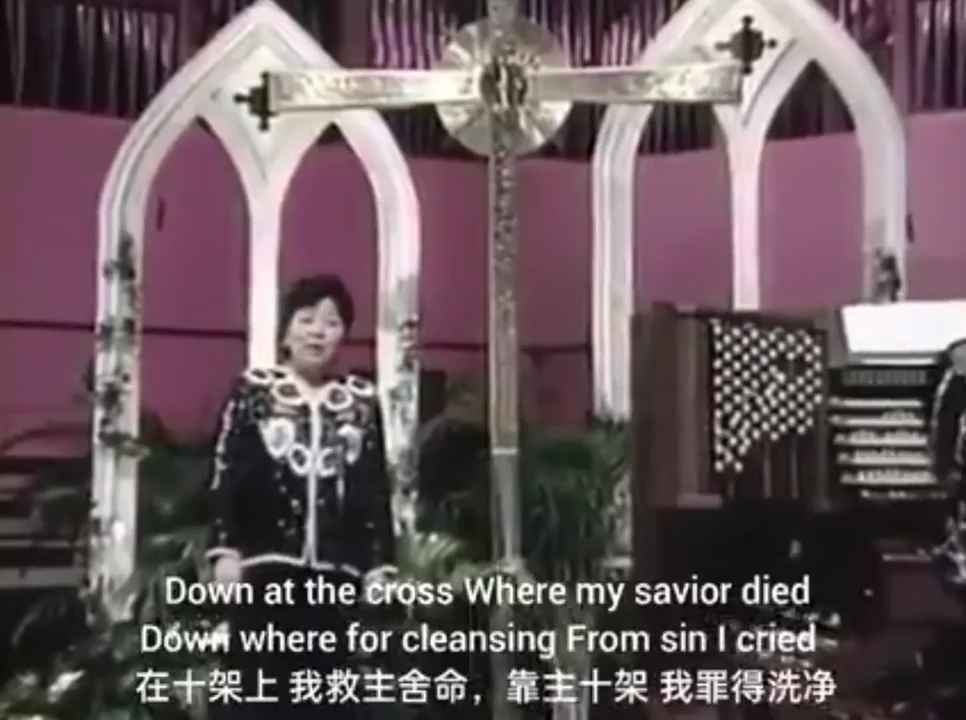 Down at the cross Where my savior died
Down where for cleansing From sin I cried
在十架上 我救主舍命，靠主十架 我罪得洗净